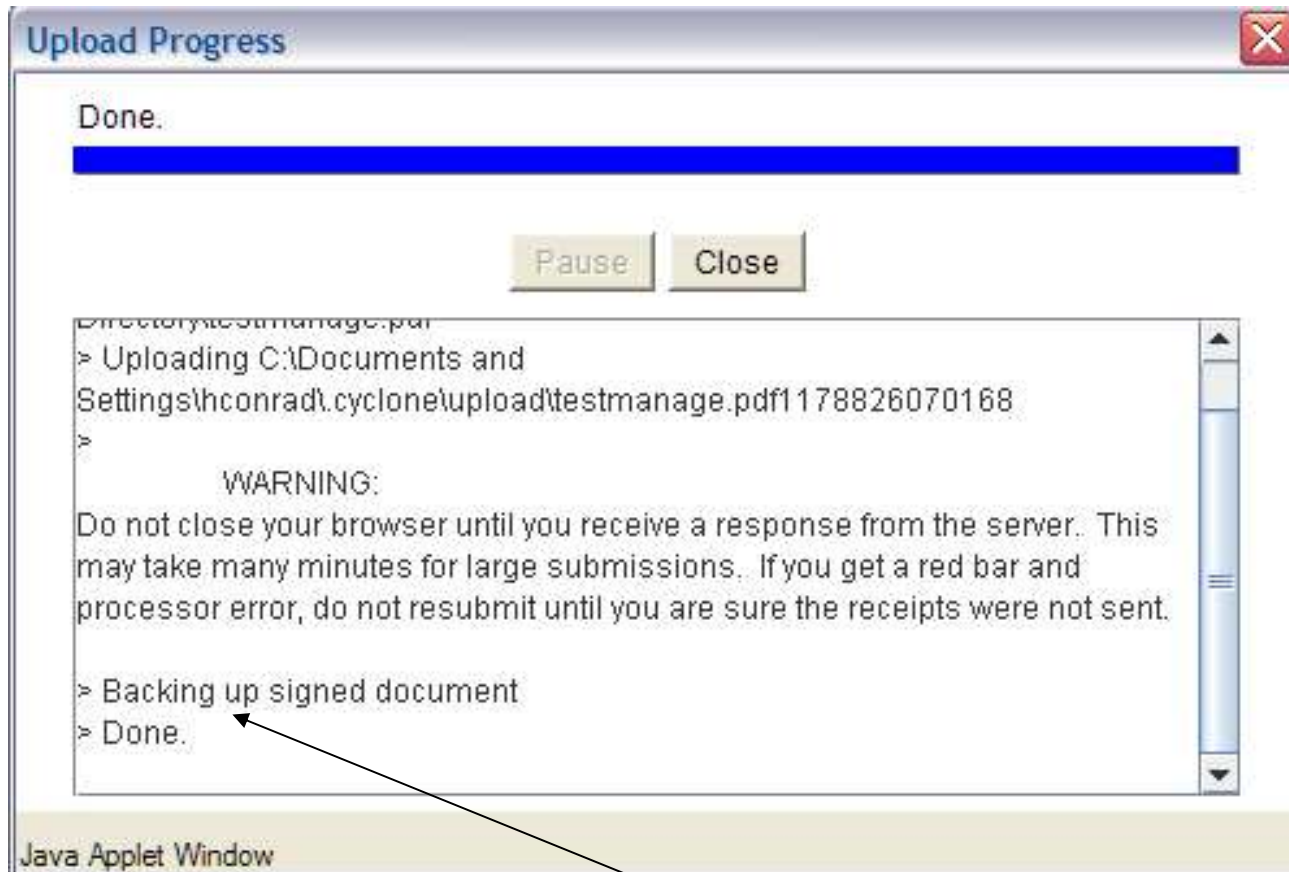 Upload Progress
Done.
Pause Close
Directory\testmanage.pdf
> Uploading C:\Documents and
Settings\hconrad\.cyclone\upload\testmanage.pdf1178826070168
>
WARNING:
Do not close your browser until you receive a response from the server. This
may take many minutes for large submissions. If you get a red bar and
processor error, do not resubmit until you are sure the receipts were not sent.
> Backing up signed document
> Done.
Java Applet Window